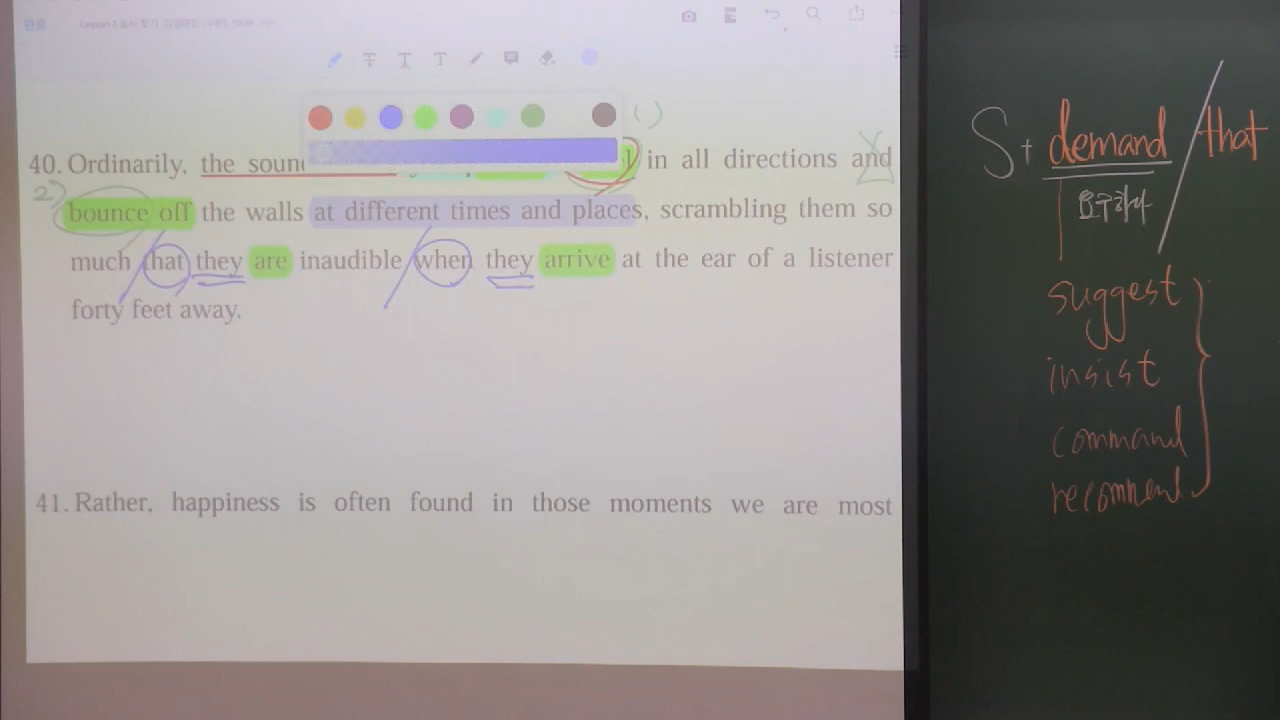 완료
40. Ordinarily, the soun in all directions and
2) bounce off the walls at different times and places, scrambling them so
much that they are inaudible when they arrive at the ear of a listener
forty feet away.
41. Rather, happiness is often found in those moments we are most
S + demand / that
요구하다
suggest
insist
command
recommend